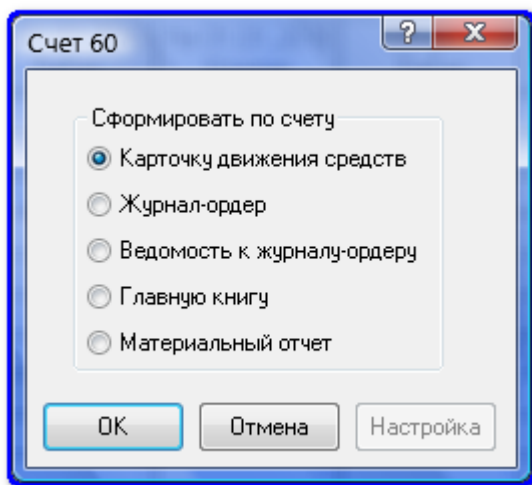 Счет 60
Сформировать по счету
Карточку движения средств
Журнал-ордер
Ведомость к журналу-ордеру
Главную книгу
Материальный отчет
OK
Отмена
Настройка